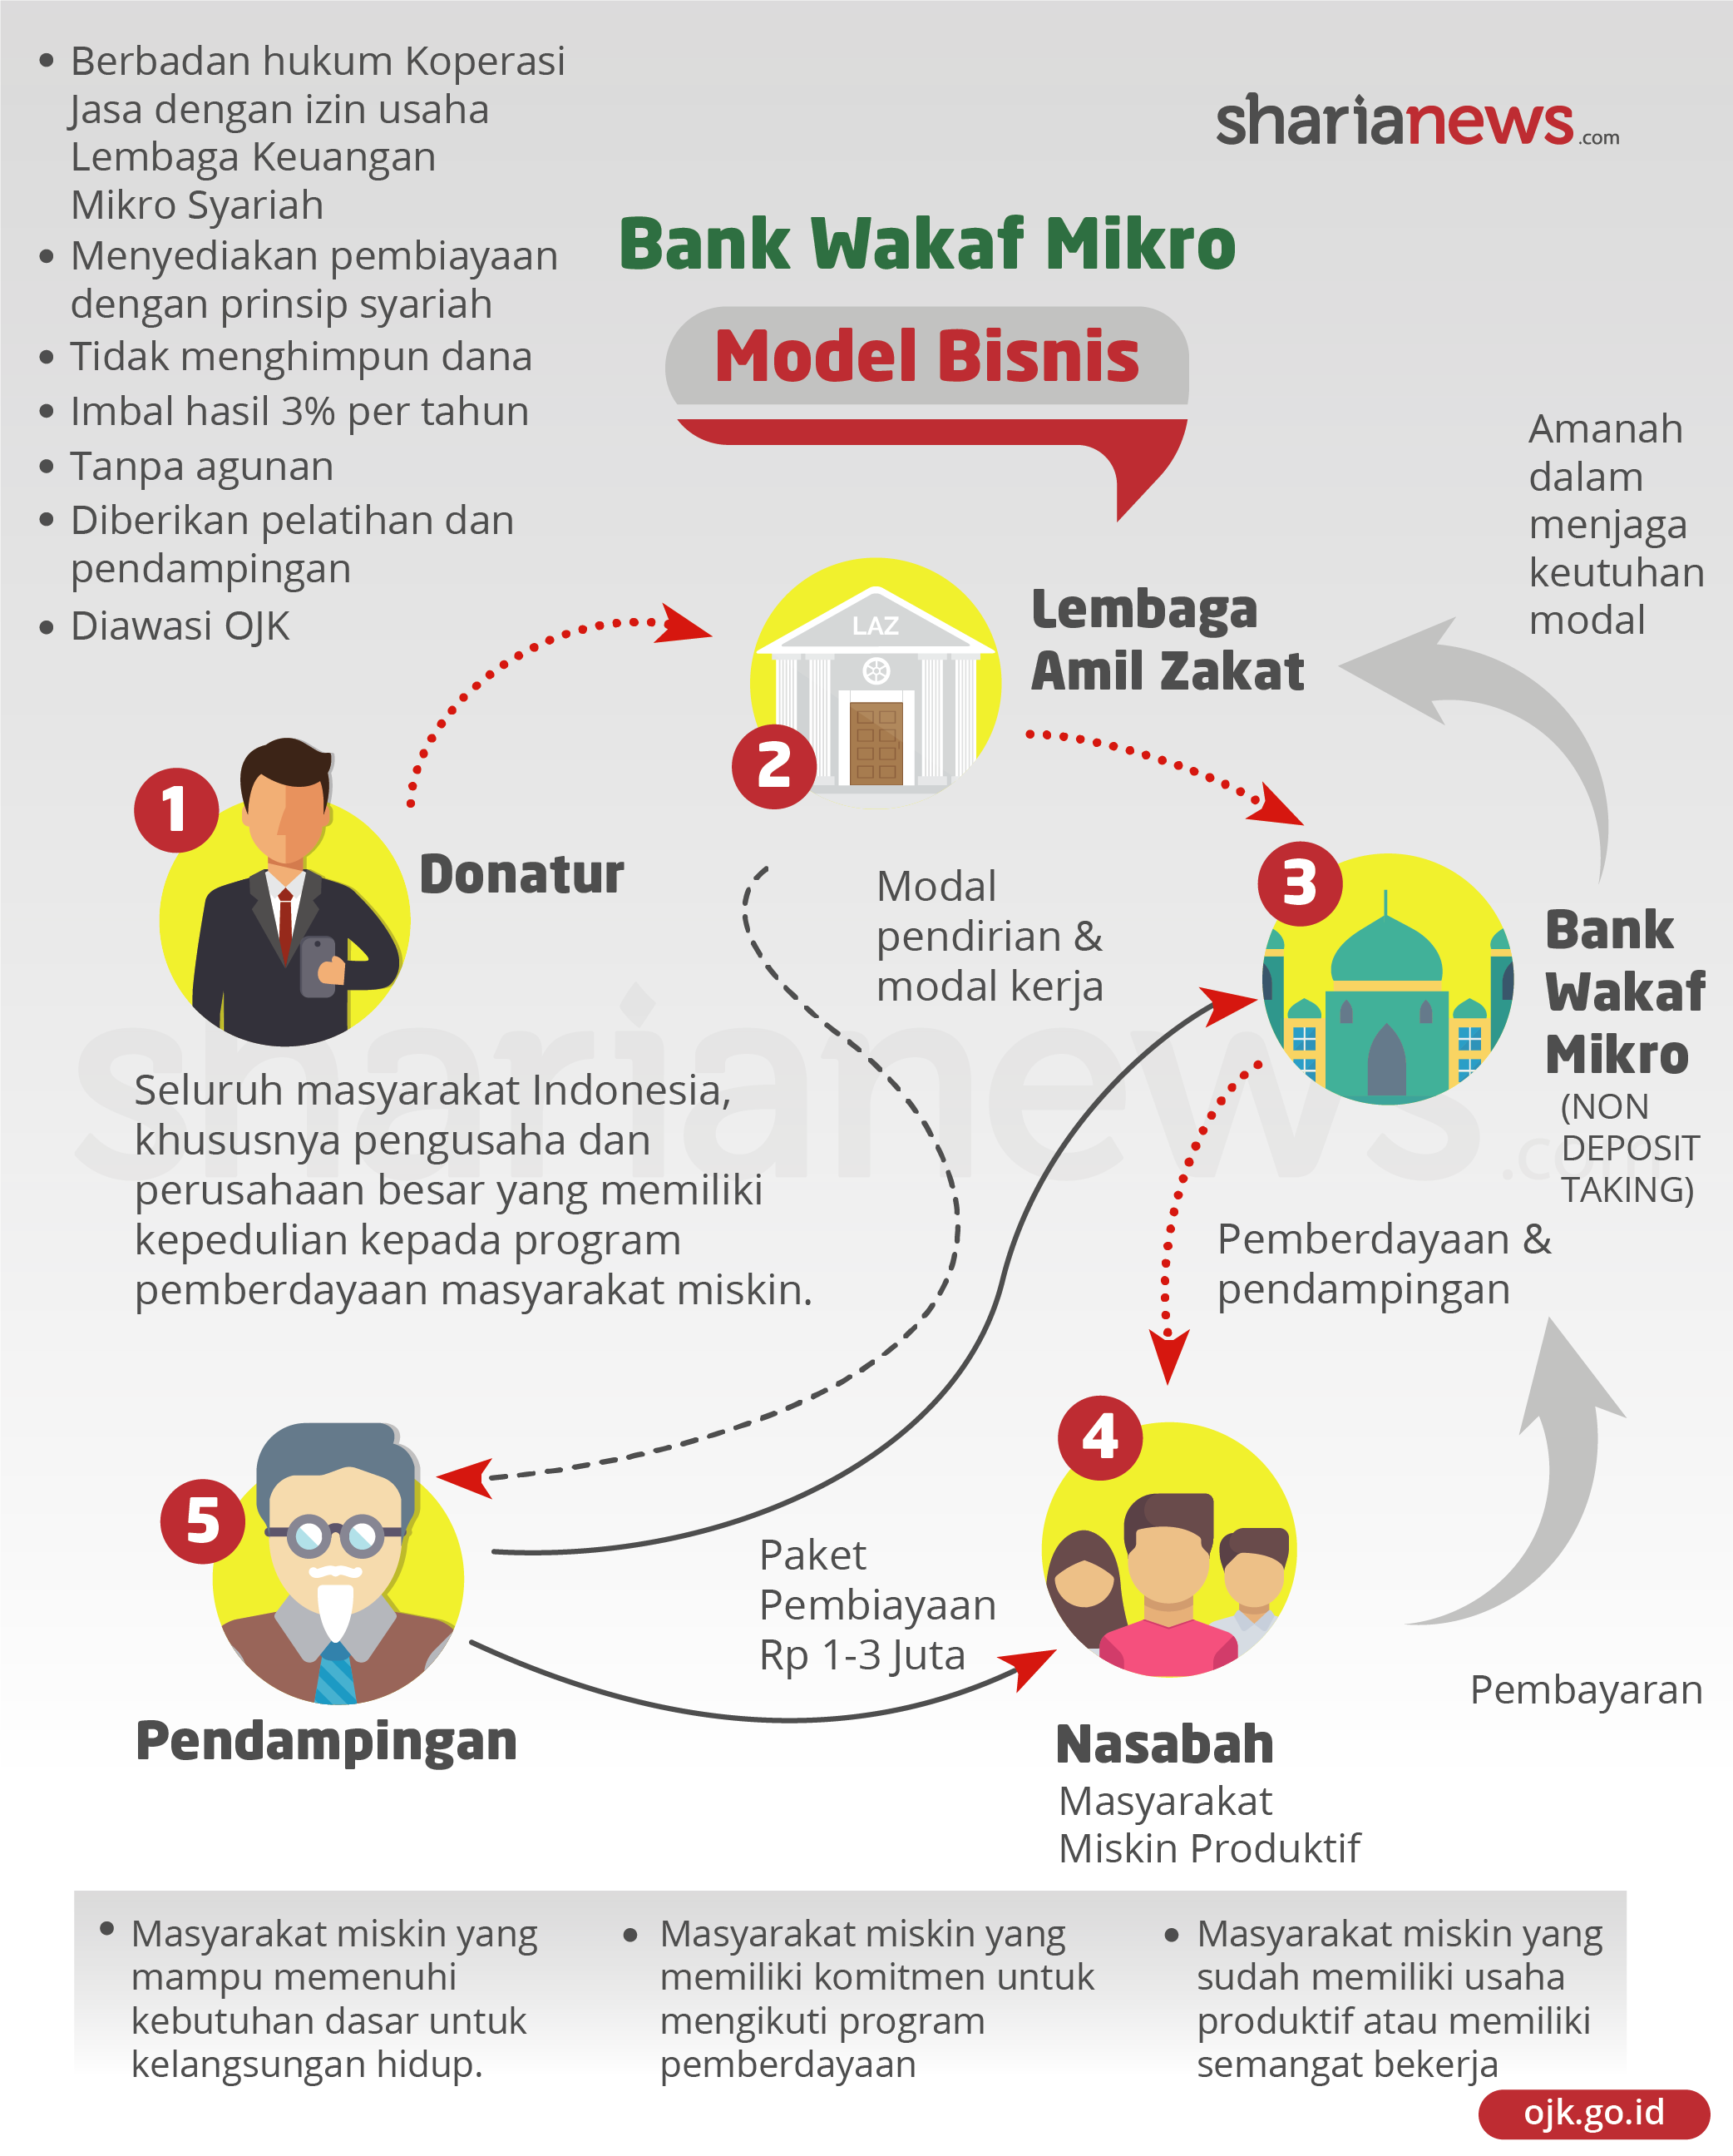 Berbadan hukum Koperasi
Jasa dengan izin usaha
Lembaga Keuangan
Mikro Syariah
Menyediakan pembiayaan
dengan prinsip syariah
Tidak menghimpun dana
Imbal hasil 3% per tahun
Tanpa agunan
Diberikan pelatihan dan
pendampingan
Diawasi OJK
sharianews.com
Bank Wakaf Mikro
Model Bisnis
Amanah
dalam
menjaga
keutuhan
modal
LAZ
Lembaga
Amil Zakat
2
1
Donatur
Seluruh masyarakat Indonesia,
khususnya pengusaha dan
perusahaan besar yang memiliki
kepedulian kepada program
pemberdayaan masyarakat miskin.
Modal
pendirian &
modal kerja
3
Bank
Wakaf
Mikro
(NON
DEPOSIT
TAKING)
sharianews.com
Pemberdayaan &
pendampingan
4
5
Paket
Pembiayaan
Rp 1-3 Juta
Pembayaran
Pendampingan
Nasabah
Masyarakat
Miskin Produktif
Masyarakat miskin yang
mampu memenuhi
kebutuhan dasar untuk
kelangsungan hidup.
Masyarakat miskin yang
memiliki komitmen untuk
mengikuti program
pemberdayaan
Masyarakat miskin yang
sudah memiliki usaha
produktif atau memiliki
semangat bekerja
ojk.go.id